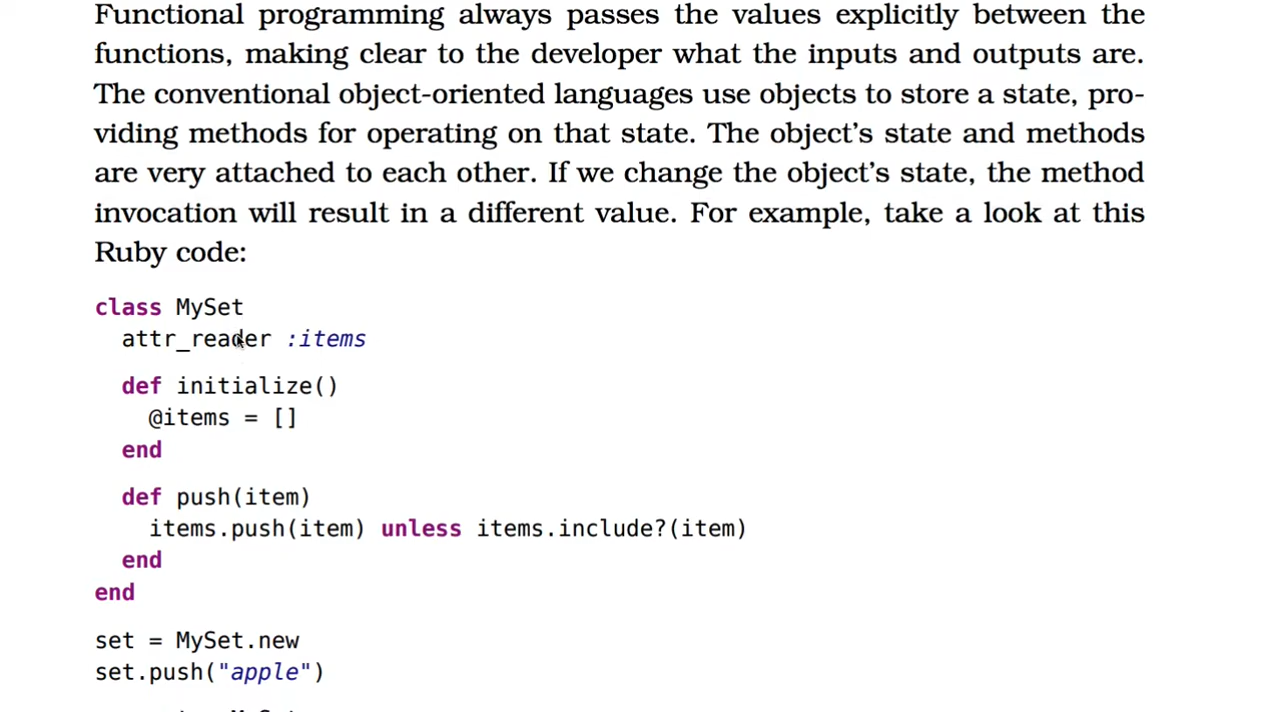 Functional programming always passes the values explicitly between the
functions, making clear to the developer what the inputs and outputs are.
The conventional object-oriented languages use objects to store a state, pro-
viding methods for operating on that state. The object's state and methods
are very attached to each other. If we change the object's state, the method
invocation will result in a different value. For example, take a look at this
Ruby code:
class MySet
  attr_reader :items
  def initialize()
    @items = []
  end
  def push(item)
    items.push(item) unless items.include?(item)
  end
end
set = MySet.new
set.push("apple")